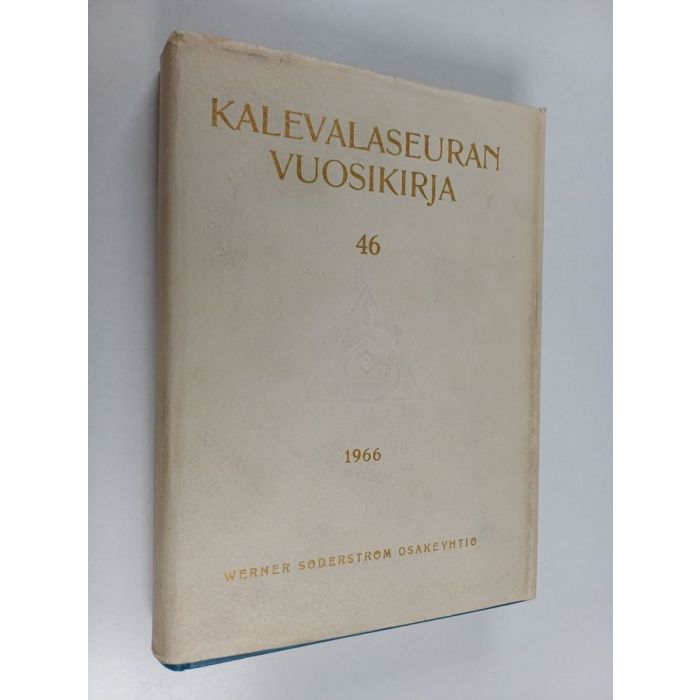 KALEVALASEURAN
VUOSIKIRJA
46
1966
WERNER SÖDERSTRÖM OSAKEYHTIÖ